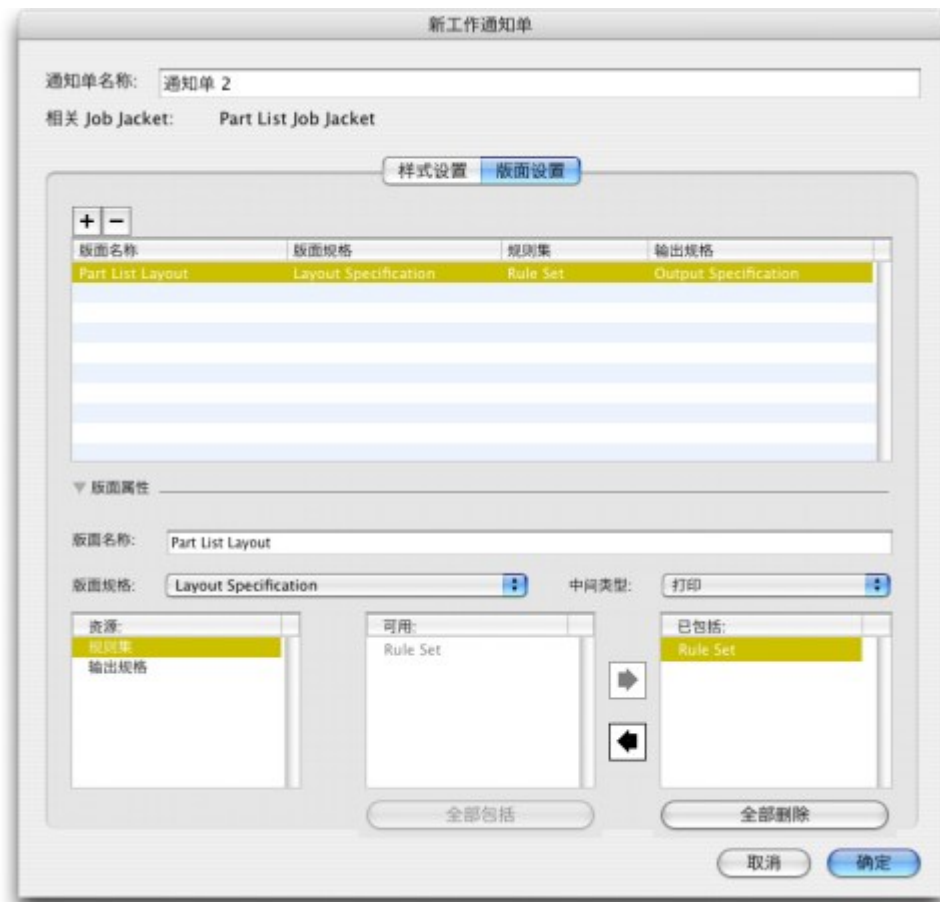 新工作通知单
通知单名称: 通知单 2
相关 Job Jacket: Part List Job Jacket
样式设置 版面设置
+ −
版面名称 版面规格 规则集 输出规格
Part List Layout Layout Specification Rule Set Output Specification
版面属性
版面名称: Part List Layout
版面规格: Layout Specification 中间类型: 打印
资源: 可用: 已包括:
规则集 Rule Set Rule Set
输出规格
全部包括 全部删除
取消 确定